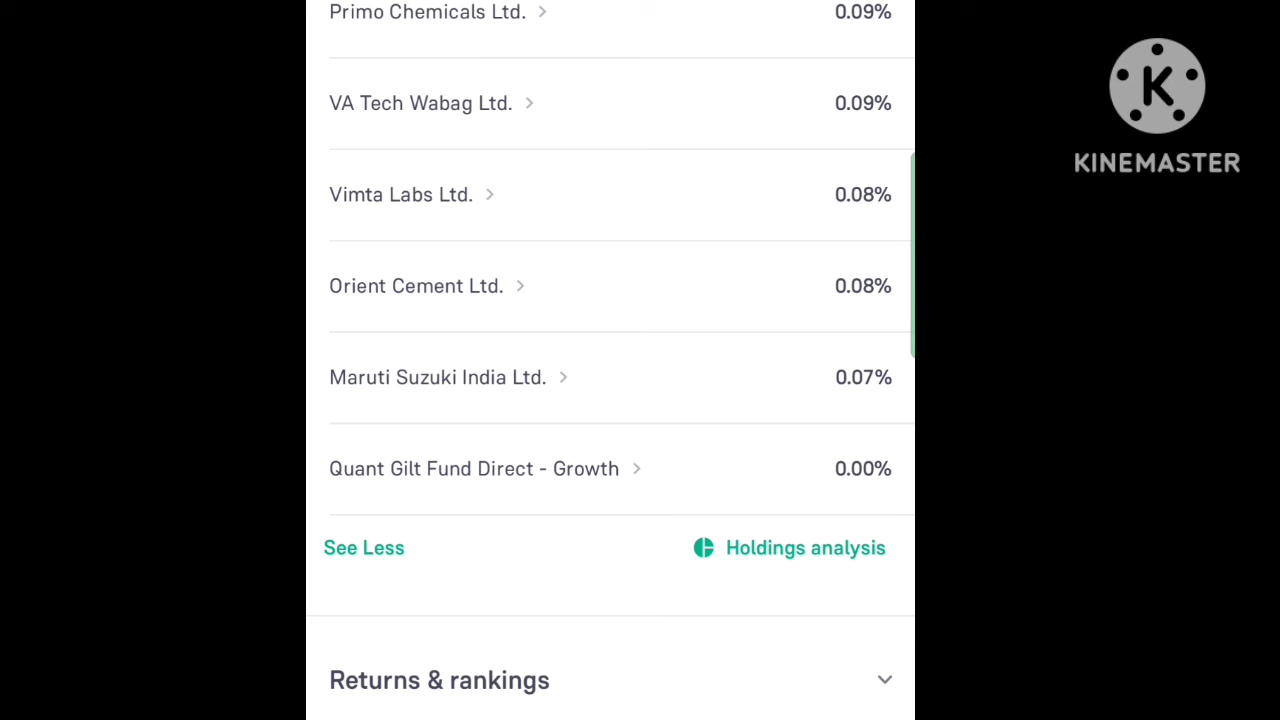 Primo Chemicals Ltd. > 0.09%
VA Tech Wabag Ltd. > 0.09%
Vimta Labs Ltd. > 0.08%
Orient Cement Ltd. > 0.08%
Maruti Suzuki India Ltd. > 0.07%
Quant Gilt Fund Direct - Growth > 0.00%
See Less Holdings analysis
Returns & rankings
K
KINEMASTER